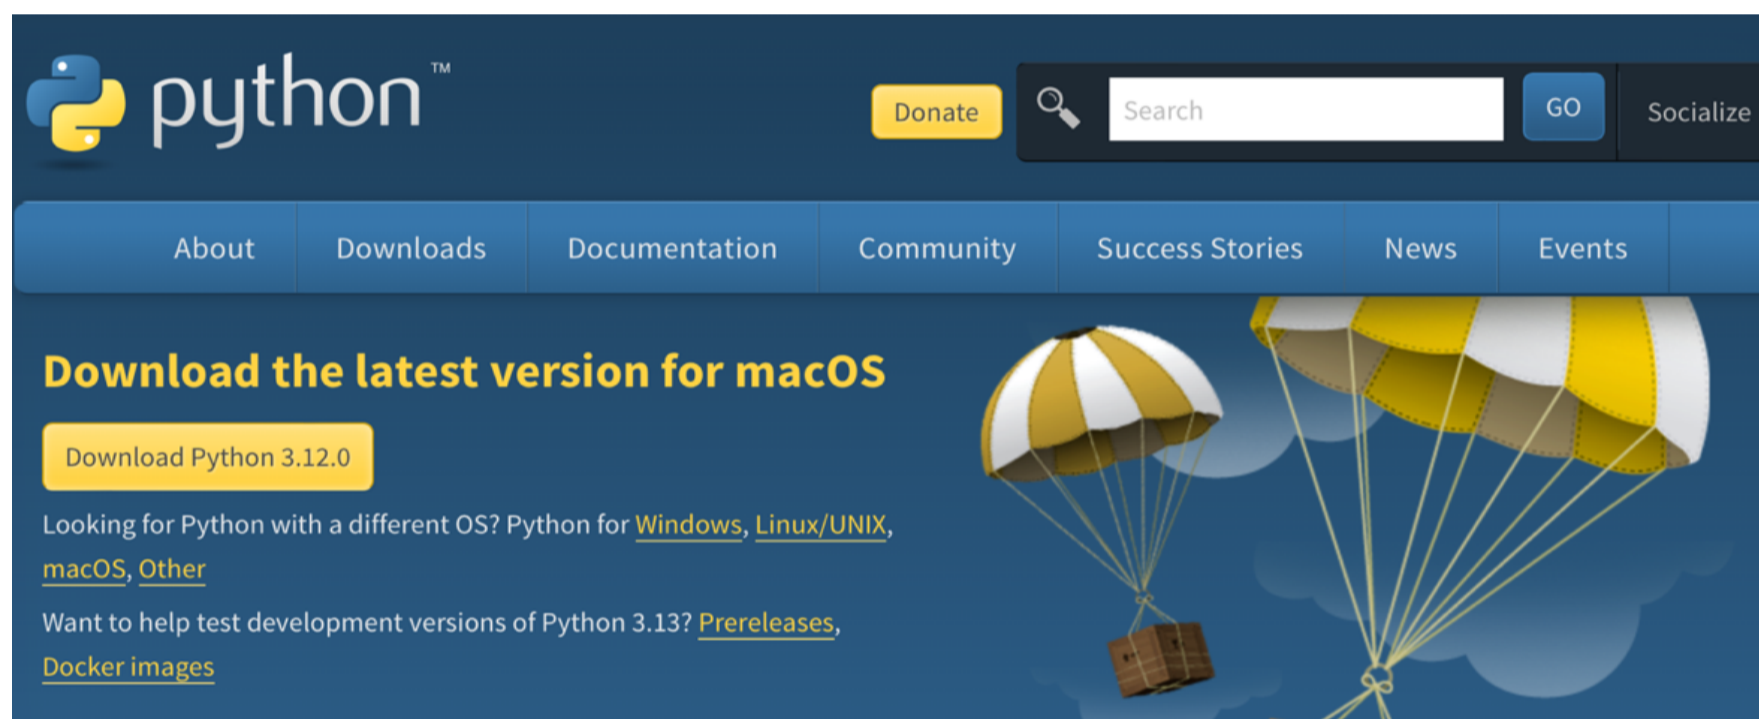 python™
Donate
Search
GO
Socialize
About
Downloads
Documentation
Community
Success Stories
News
Events
Download the latest version for macOS
Download Python 3.12.0
Looking for Python with a different OS? Python for Windows, Linux/UNIX,
macOS, Other
Want to help test development versions of Python 3.13? Prereleases,
Docker images